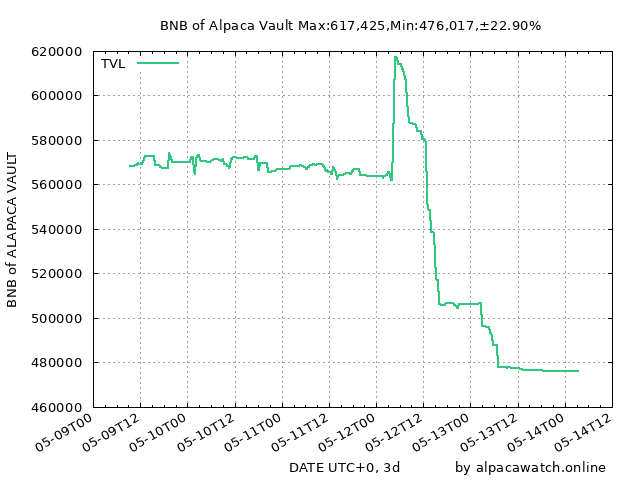 BNB of Alpaca Vault Max:617,425,Min:476,017,±22.90%
TVL
620000
600000
580000
560000
540000
520000
500000
480000
460000
BNB of ALAPACA VAULT
05-09T00
05-09T12
05-10T00
05-10T12
05-11T00
05-11T12
05-12T00
05-12T12
05-13T00
05-13T12
05-14T00
05-14T12
DATE UTC+0, 3d
by alpacawatch.online